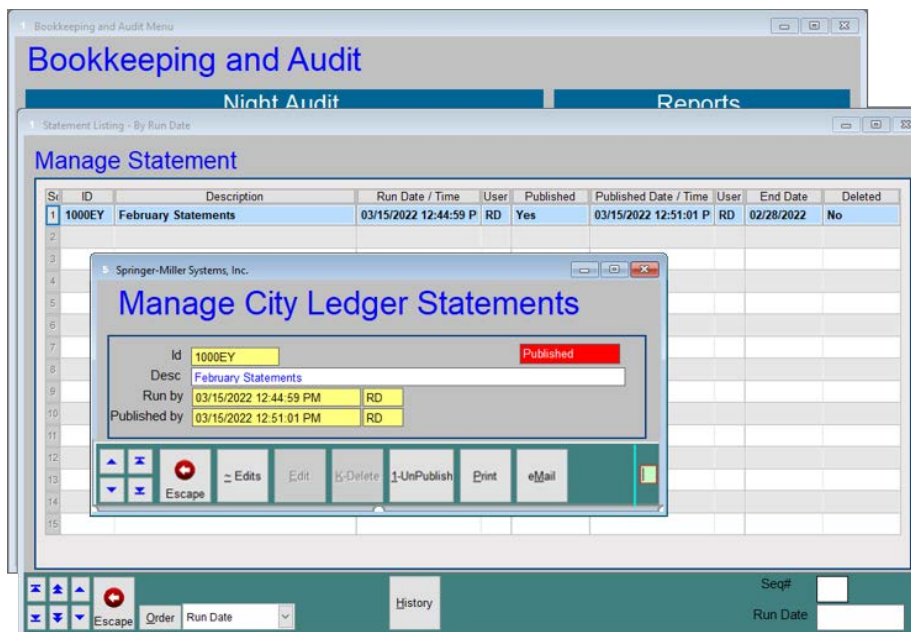 Bookkeeping and Audit Menu
Bookkeeping and Audit
Night Audit Reports
Statement Listing - By Run Date
Manage Statement
ID Description Run Date / Time User Published Published Date / Time User End Date Deleted
1 1000EY February Statements 03/15/2022 12:44:59 P RD Yes 03/15/2022 12:51:01 P RD 02/28/2022 No
2
3
4
5
6
7
8
9
10
11
12
13
14
15
Springer-Miller Systems, Inc.
Manage City Ledger Statements
Id 1000EY Published
Desc February Statements
Run by 03/15/2022 12:44:59 PM RD
Published by 03/15/2022 12:51:01 PM RD
Escape ~ Edits Edit K-Delete 1-UnPublish Print eMail
Escape Order Run Date History
Seq#
Run Date